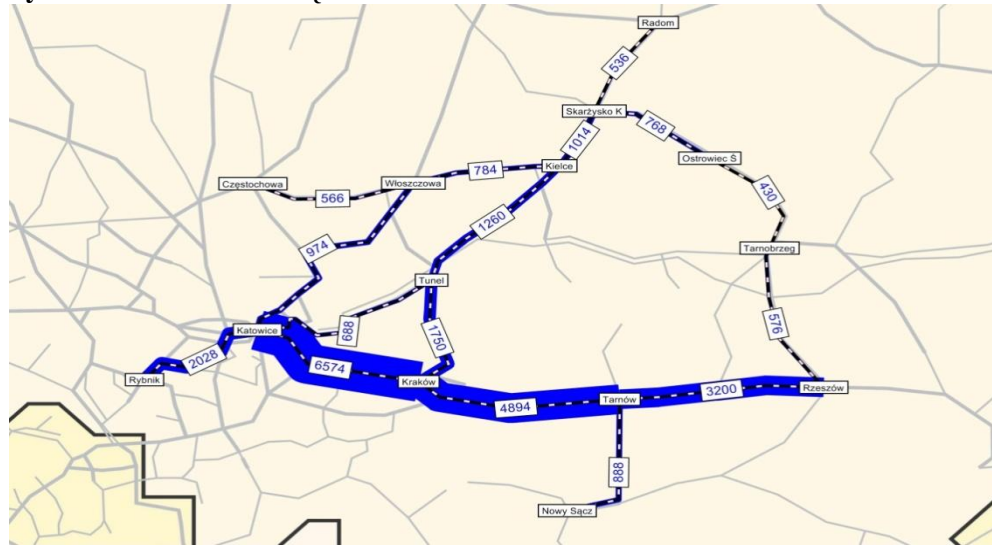 Radom
536
Skarżysko K
1014
768
Ostrowiec Ś
Kielce
784
Włoszczowa
Częstochowa
566
430
1260
974
Tarnobrzeg
Tunel
576
688
1750
Katowice
2028
6574
Rybnik
Kraków
4894
Tarnów
3200
Rzeszów
888
Nowy Sącz